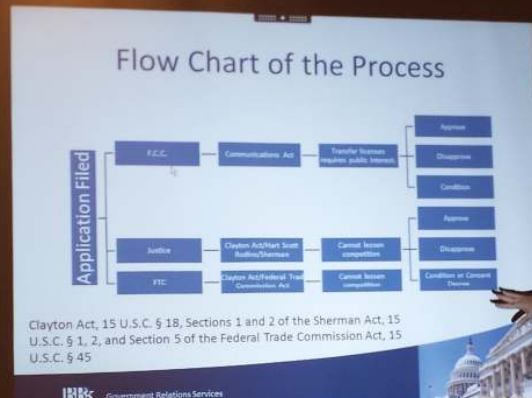 Flow Chart of the Process
Application Filed
F.C.C.
Communications Act
Transfer licenses
requires public interest.
Approve
Disapprove
Condition
Justice
Clayton Act/Hart Scott
Rodino/Sherman
Cannot lessen
competition
Approve
Disapprove
FTC
Clayton Act/Federal Trad
Commission Act
Cannot lessen
competition
Condition or Consent
Decree
Clayton Act, 15 U.S.C. § 18, Sections 1 and 2 of the Sherman Act, 15
U.S.C. § 1, 2, and Section 5 of the Federal Trade Commission Act, 15
U.S.C. § 45
Government Relations Services